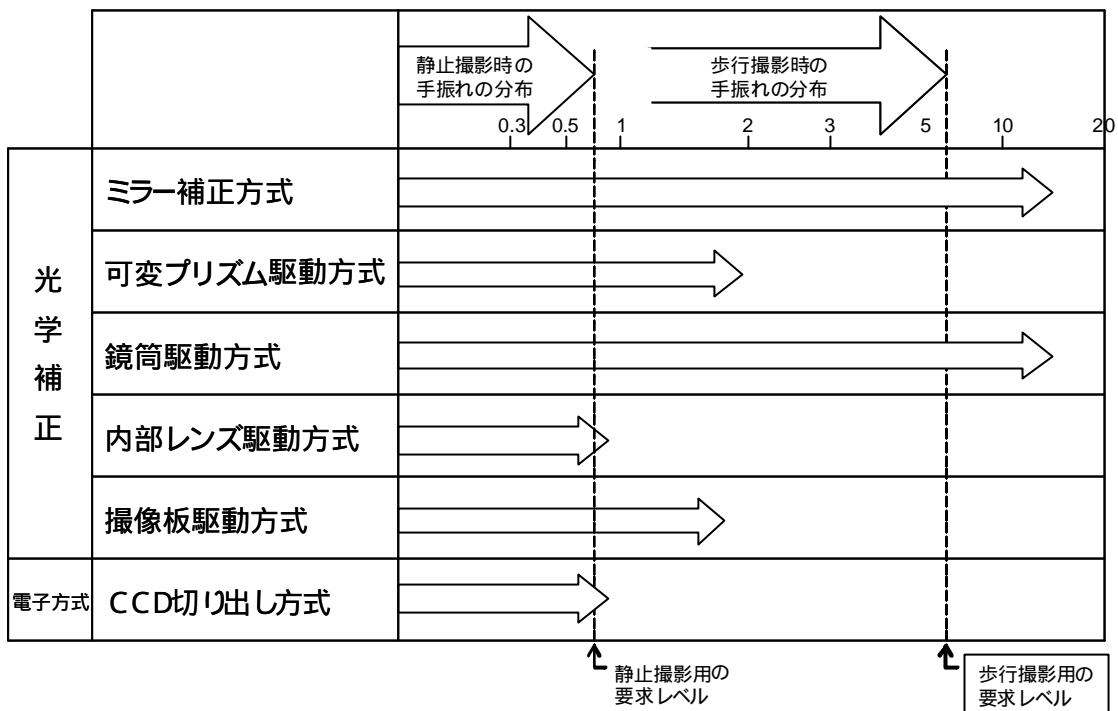 静止撮影時の
手振れの分布
歩行撮影時の
手振れの分布
0.3 0.5 1 2 3 5 10 20
光学補正
ミラー補正方式
可変プリズム駆動方式
鏡筒駆動方式
内部レンズ駆動方式
撮像板駆動方式
電子方式
CCD切り出し方式
静止撮影用の
要求レベル
歩行撮影用の
要求レベル